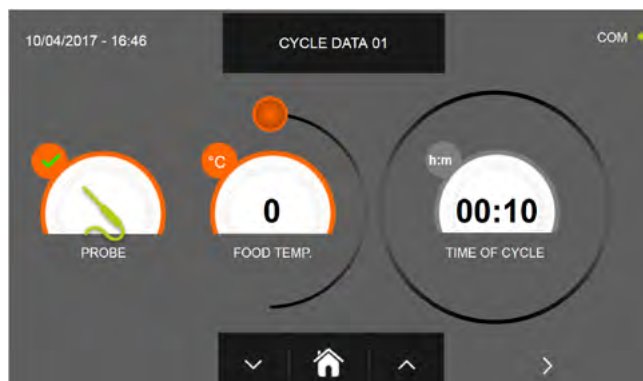 10/04/2017 - 16:46
CYCLE DATA 01
COM
°C
h:m
0
00:10
PROBE
FOOD TEMP.
TIME OF CYCLE